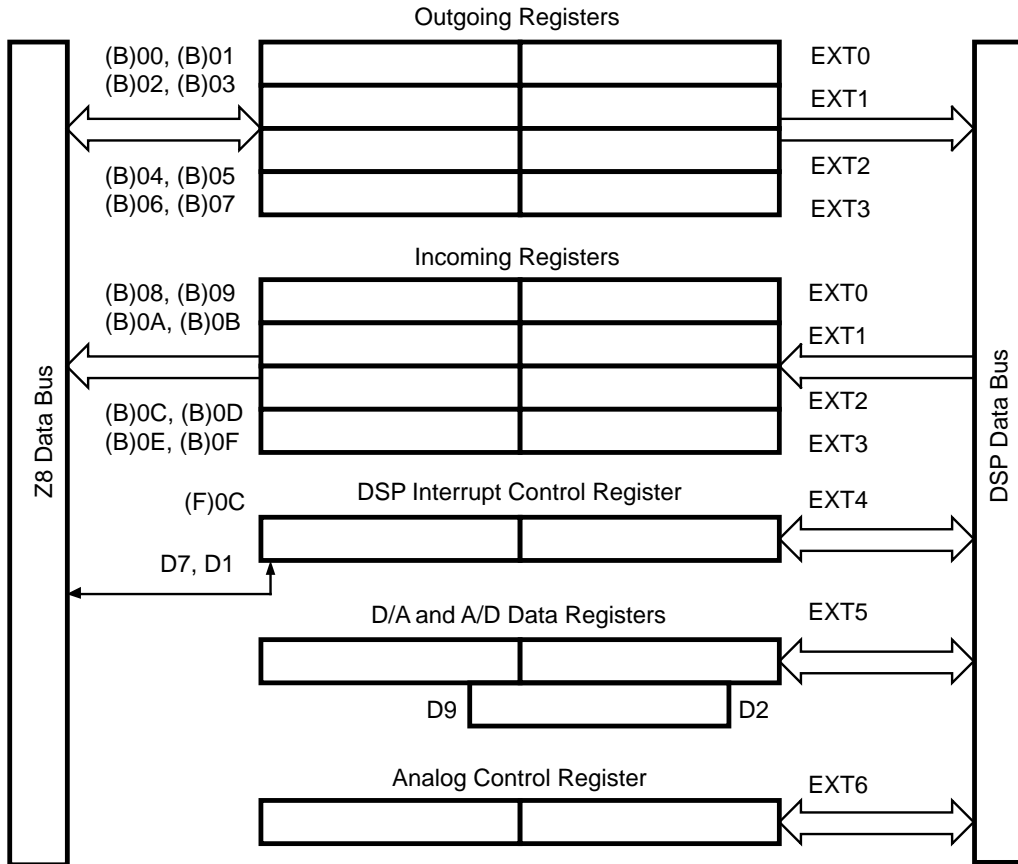 Outgoing Registers
(B)00, (B)01
(B)02, (B)03
(B)04, (B)05
(B)06, (B)07
EXT0
EXT1
EXT2
EXT3
Incoming Registers
(B)08, (B)09
(B)0A, (B)0B
(B)0C, (B)0D
(B)0E, (B)0F
EXT0
EXT1
EXT2
EXT3
Z8 Data Bus
DSP Data Bus
DSP Interrupt Control Register
(F)0C
EXT4
D7, D1
D/A and A/D Data Registers
EXT5
D9
D2
Analog Control Register
EXT6